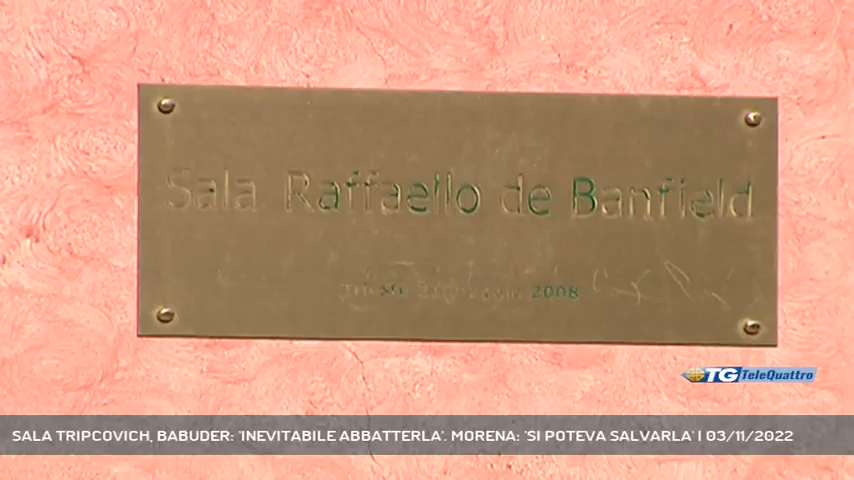 Sala Raffaello de Banfield
Trieste 2008
TG TeleQuattro
SALA TRIPCOVICH, BABUDER: 'INEVITABILE ABBATTERLA'. MORENA: 'SI POTEVA SALVARLA' | 03/11/2022